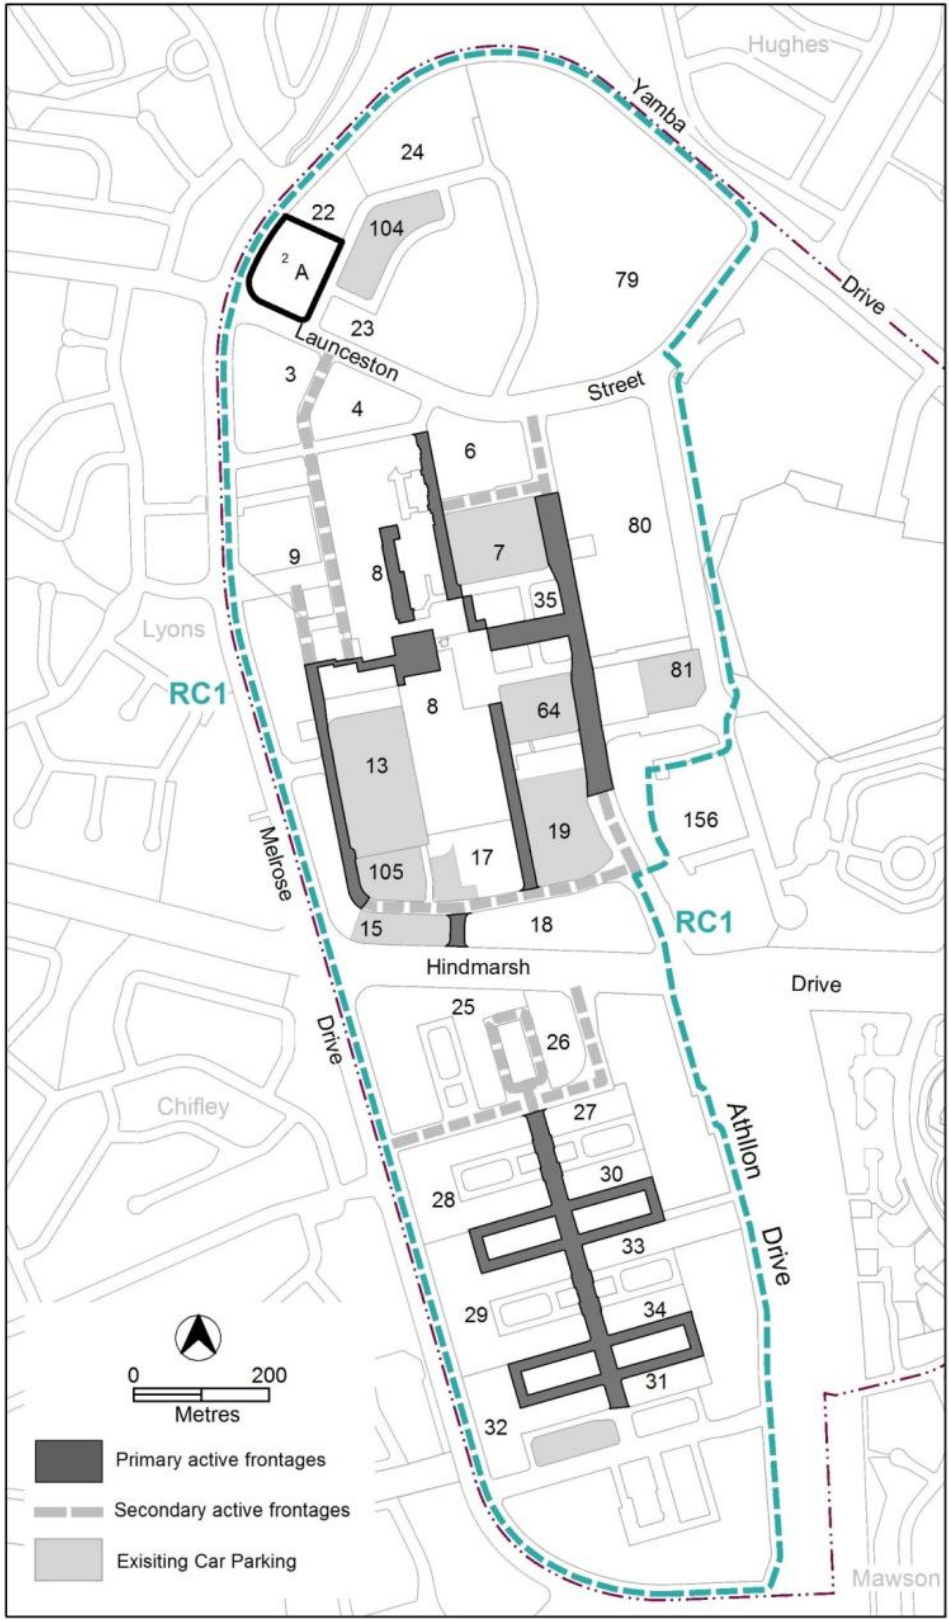 Hughes
Yamba
24
22
104
2
A
79
Drive
23
Launceston
3
Street
4
6
80
7
9
8
35
Lyons
81
RC1
8
64
13
156
19
17
Melrose
105
RC1
15
18
Hindmarsh
Drive
25
Drive
26
Chifley
27
Athllon
30
28
33
Drive
29
34
31
0 200
Metres
32
Primary active frontages
Secondary active frontages
Exisiting Car Parking
Mawson